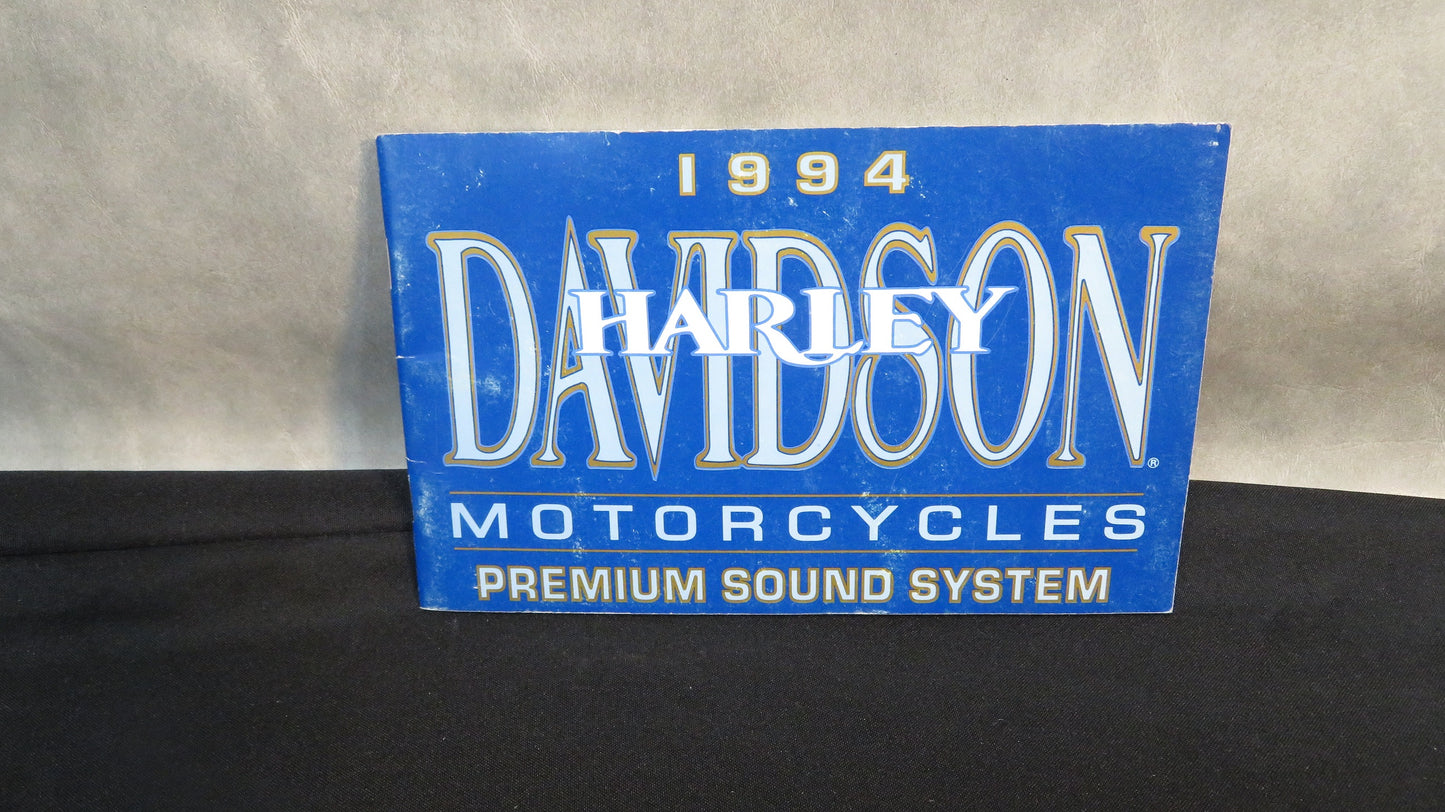 1994
DAVIDSON
HARLEY
®
MOTORCYCLES
PREMIUM SOUND SYSTEM